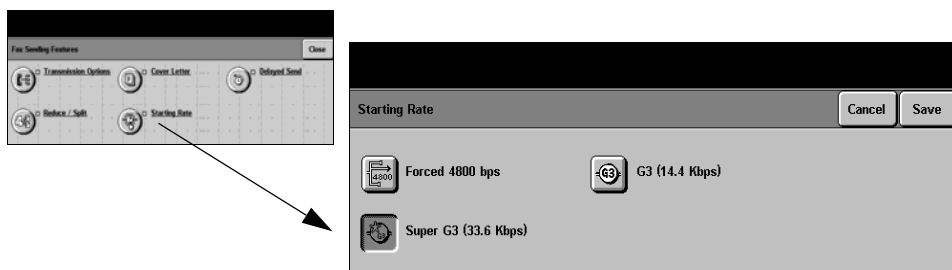 Fax Sending Features
Close
Transmission Options
Cover Letter
Delayed Send
Reduce / Split
Starting Rate
Starting Rate
Cancel
Save
Forced 4800 bps
4800
G3
G3 (14.4 Kbps)
Super G3 (33.6 Kbps)